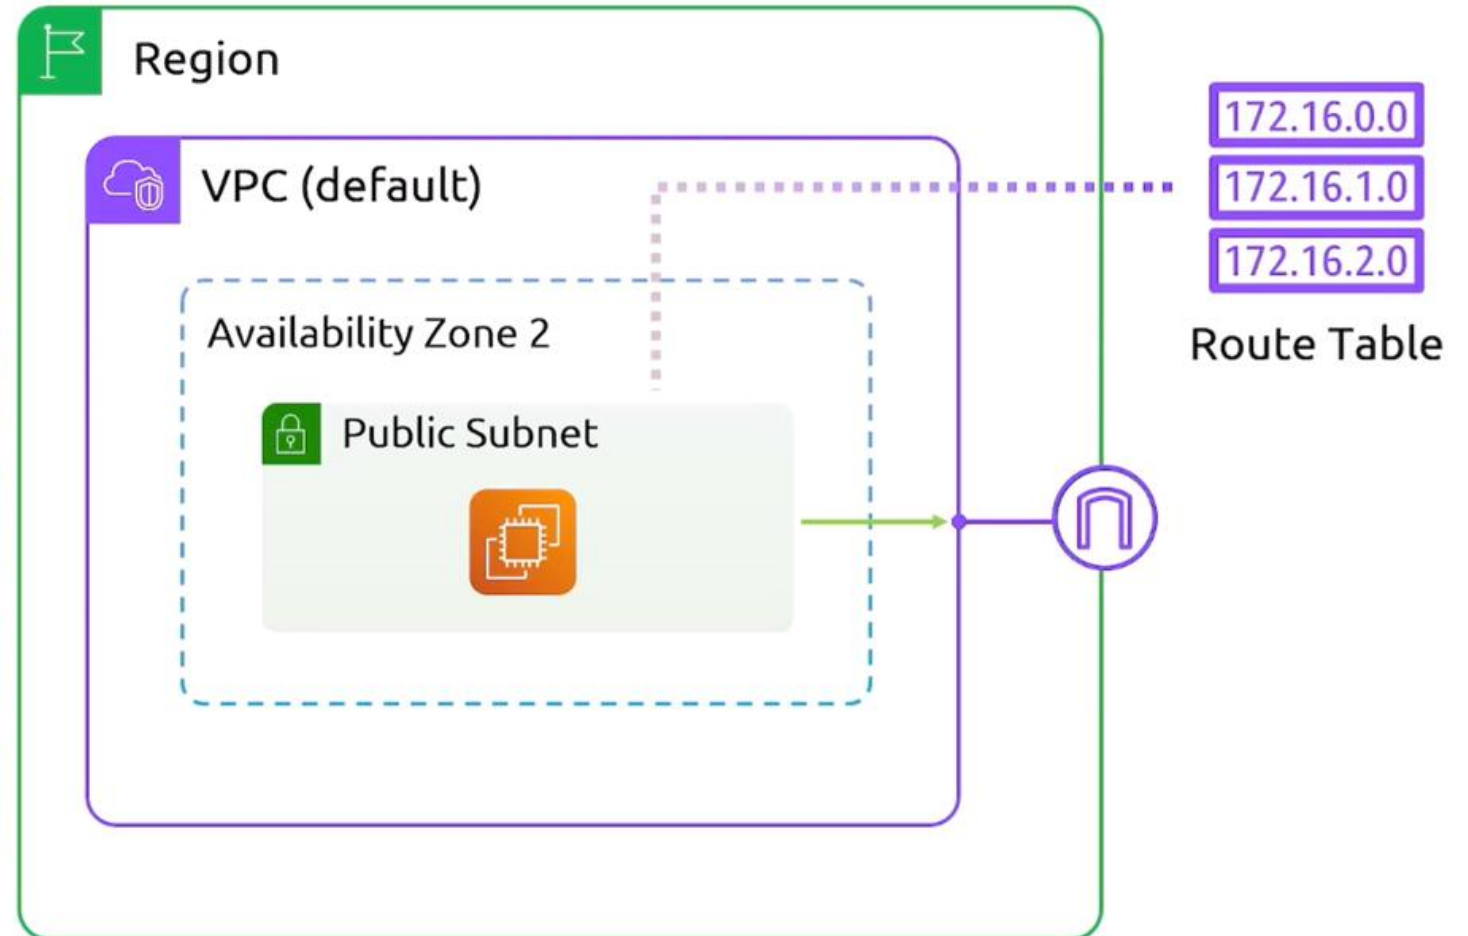 Region
VPC (default)
Availability Zone 2
Public Subnet
172.16.0.0
172.16.1.0
172.16.2.0
Route Table